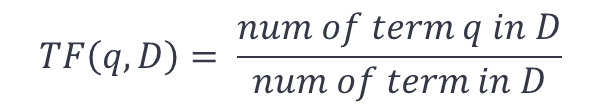 TF(q, D) = num of term q in D / num of term in D